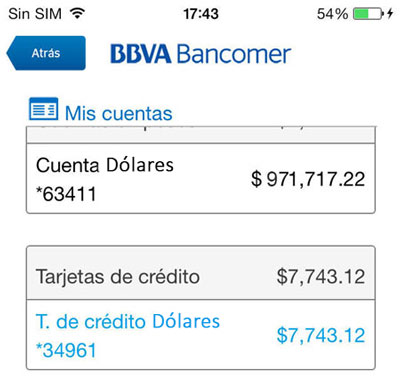 Sin SIM 17:43 54%
Atrás BBVA Bancomer
Mis cuentas
Cuenta Dólares $ 971,717.22
*63411
Tarjetas de crédito $7,743.12
T. de crédito Dólares $7,743.12
*34961